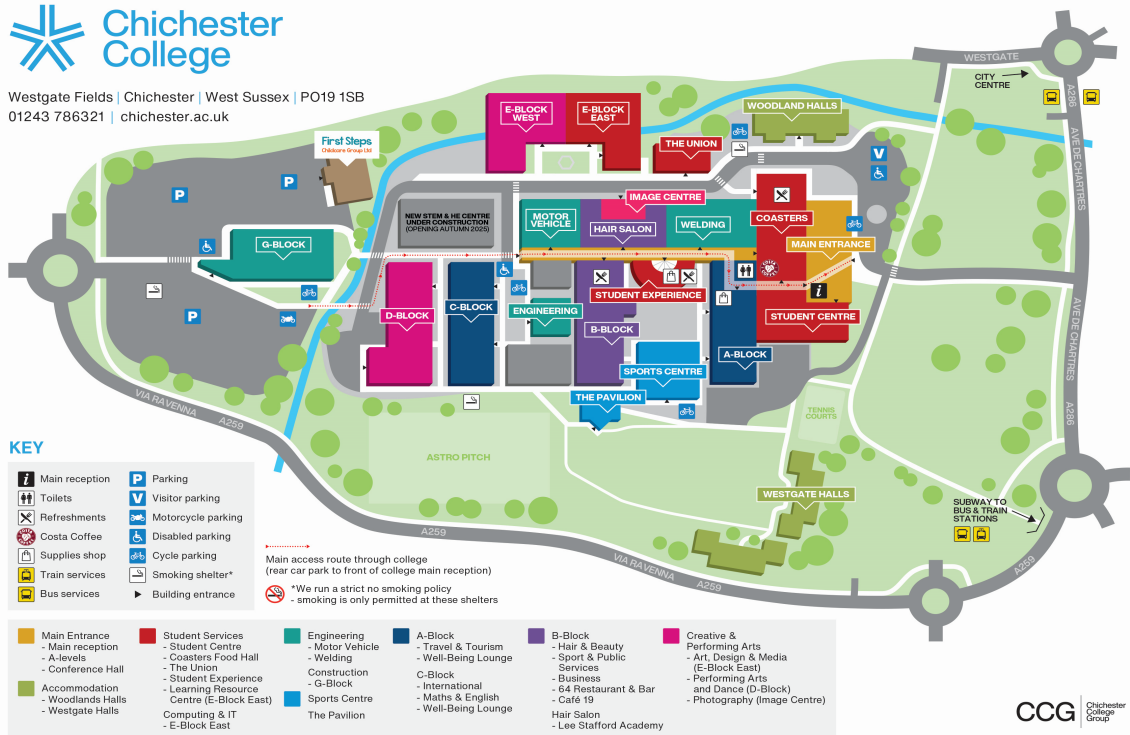 Chichester
College
Westgate Fields | Chichester | West Sussex | PO19 1SB
01243 786321 | chichester.ac.uk
First Steps
Childcare Group Ltd
E-BLOCK
WEST
E-BLOCK
EAST
THE UNION
WOODLAND HALLS
WESTGATE
CITY
CENTRE
A286
AVE DE CHARTRES
P
P
V
IMAGE CENTRE
NEW STEM & HE CENTRE
UNDER CONSTRUCTION
(OPENING AUTUMN 2025)
MOTOR
VEHICLE
HAIR SALON
WELDING
COASTERS
MAIN ENTRANCE
G-BLOCK
COSTA
COFFEE
STUDENT EXPERIENCE
i
P
D-BLOCK
C-BLOCK
ENGINEERING
B-BLOCK
STUDENT CENTRE
A-BLOCK
SPORTS CENTRE
THE PAVILION
TENNIS
COURTS
AVE DE CHARTRES
A286
VIA RAVENNA
A259
ASTRO PITCH
WESTGATE HALLS
SUBWAY TO
BUS & TRAIN
STATIONS
A259
VIA RAVENNA
A259
A259
KEY
i Main reception
Toilets
Refreshments
Costa Coffee
Supplies shop
Train services
Bus services
P Parking
V Visitor parking
Motorcycle parking
Disabled parking
Cycle parking
Smoking shelter*
Building entrance
Main access route through college
(rear car park to front of college main reception)
*We run a strict no smoking policy
- smoking is only permitted at these shelters
Main Entrance
- Main reception
- A-levels
- Conference Hall
Accommodation
- Woodlands Halls
- Westgate Halls
Student Services
- Student Centre
- Coasters Food Hall
- The Union
- Student Experience
- Learning Resource
Centre (E-Block East)
Computing & IT
- E-Block East
Engineering
- Motor Vehicle
- Welding
Construction
- G-Block
Sports Centre
The Pavilion
A-Block
- Travel & Tourism
- Well-Being Lounge
C-Block
- International
- Maths & English
- Well-Being Lounge
B-Block
- Hair & Beauty
- Sport & Public
Services
- Business
- 64 Restaurant & Bar
- Café 19
Hair Salon
- Lee Stafford Academy
Creative &
Performing Arts
- Art, Design & Media
(E-Block East)
- Performing Arts
and Dance (D-Block)
- Photography (Image Centre)
CCG
Chichester
College
Group